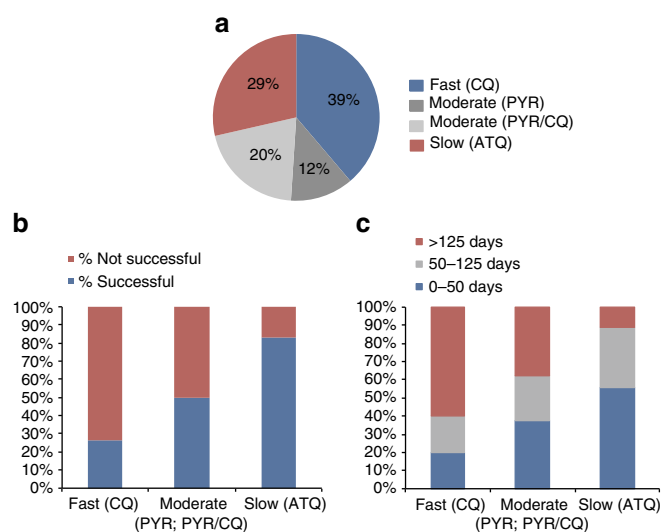 a
29%
39%
20%
12%
Fast (CQ)
Moderate (PYR)
Moderate (PYR/CQ)
Slow (ATQ)
b
% Not successful
% Successful
100%
90%
80%
70%
60%
50%
40%
30%
20%
10%
0%
Fast (CQ)
Moderate
(PYR; PYR/CQ)
Slow (ATQ)
c
>125 days
50–125 days
0–50 days
100%
90%
80%
70%
60%
50%
40%
30%
20%
10%
0%
Fast (CQ)
Moderate
(PYR; PYR/CQ)
Slow (ATQ)